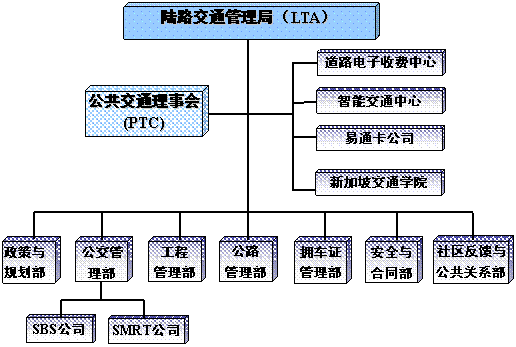 陆路交通管理局（LTA）
道路电子收费中心
公共交通理事会
(PTC)
智能交通中心
易通卡公司
新加坡交通学院
政策与
规划部
公交管
理部
工程
管理部
公路
管理部
拥车证
管理部
安全与
合同部
社区反馈与
公共关系部
SBS公司
SMRT公司